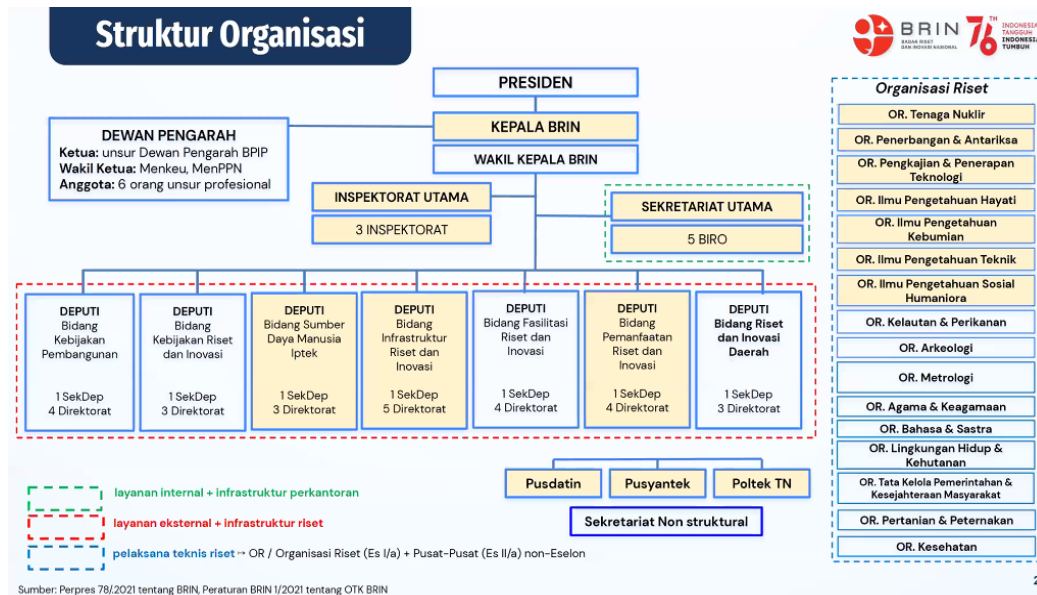 Struktur Organisasi
BRIN
BADAN RISET
DAN INOVASI NASIONAL
76TH
INDONESIA
TANGGUH
INDONESIA
TUMBUH
PRESIDEN
KEPALA BRIN
WAKIL KEPALA BRIN
DEWAN PENGARAH
Ketua: unsur Dewan Pengarah BPIP
Wakil Ketua: Menkeu, MenPPN
Anggota: 6 orang unsur profesional
INSPEKTORAT UTAMA
3 INSPEKTORAT
SEKRETARIAT UTAMA
5 BIRO
DEPUTI
Bidang
Kebijakan
Pembangunan
1 SekDep
4 Direktorat
DEPUTI
Bidang
Kebijakan Riset
dan Inovasi
1 SekDep
3 Direktorat
DEPUTI
Bidang Sumber
Daya Manusia
Iptek
1 SekDep
3 Direktorat
DEPUTI
Bidang
Infrastruktur
Riset dan
Inovasi
1 SekDep
5 Direktorat
DEPUTI
Bidang Fasilitasi
Riset dan
Inovasi
1 SekDep
4 Direktorat
DEPUTI
Bidang
Pemanfaatan
Riset dan
Inovasi
1 SekDep
4 Direktorat
DEPUTI
Bidang Riset
dan Inovasi
Daerah
1 SekDep
3 Direktorat
Pusdatin
Pusyantek
Poltek TN
Sekretariat Non struktural
layanan internal + infrastruktur perkantoran
layanan eksternal + infrastruktur riset
pelaksana teknis riset → OR / Organisasi Riset (Es I/a) + Pusat-Pusat (Es II/a) non-Eselon
Organisasi Riset
OR. Tenaga Nuklir
OR. Penerbangan & Antariksa
OR. Pengkajian & Penerapan
Teknologi
OR. Ilmu Pengetahuan Hayati
OR. Ilmu Pengetahuan
Kebumian
OR. Ilmu Pengetahuan Teknik
OR. Ilmu Pengetahuan Sosial
Humaniora
OR. Kelautan & Perikanan
OR. Arkeologi
OR. Metrologi
OR. Agama & Keagamaan
OR. Bahasa & Sastra
OR. Lingkungan Hidup &
Kehutanan
OR. Tata Kelola Pemerintahan &
Kesejahteraan Masyarakat
OR. Pertanian & Peternakan
OR. Kesehatan
Sumber: Perpres 78/.2021 tentang BRIN, Peraturan BRIN 1/2021 tentang OTK BRIN